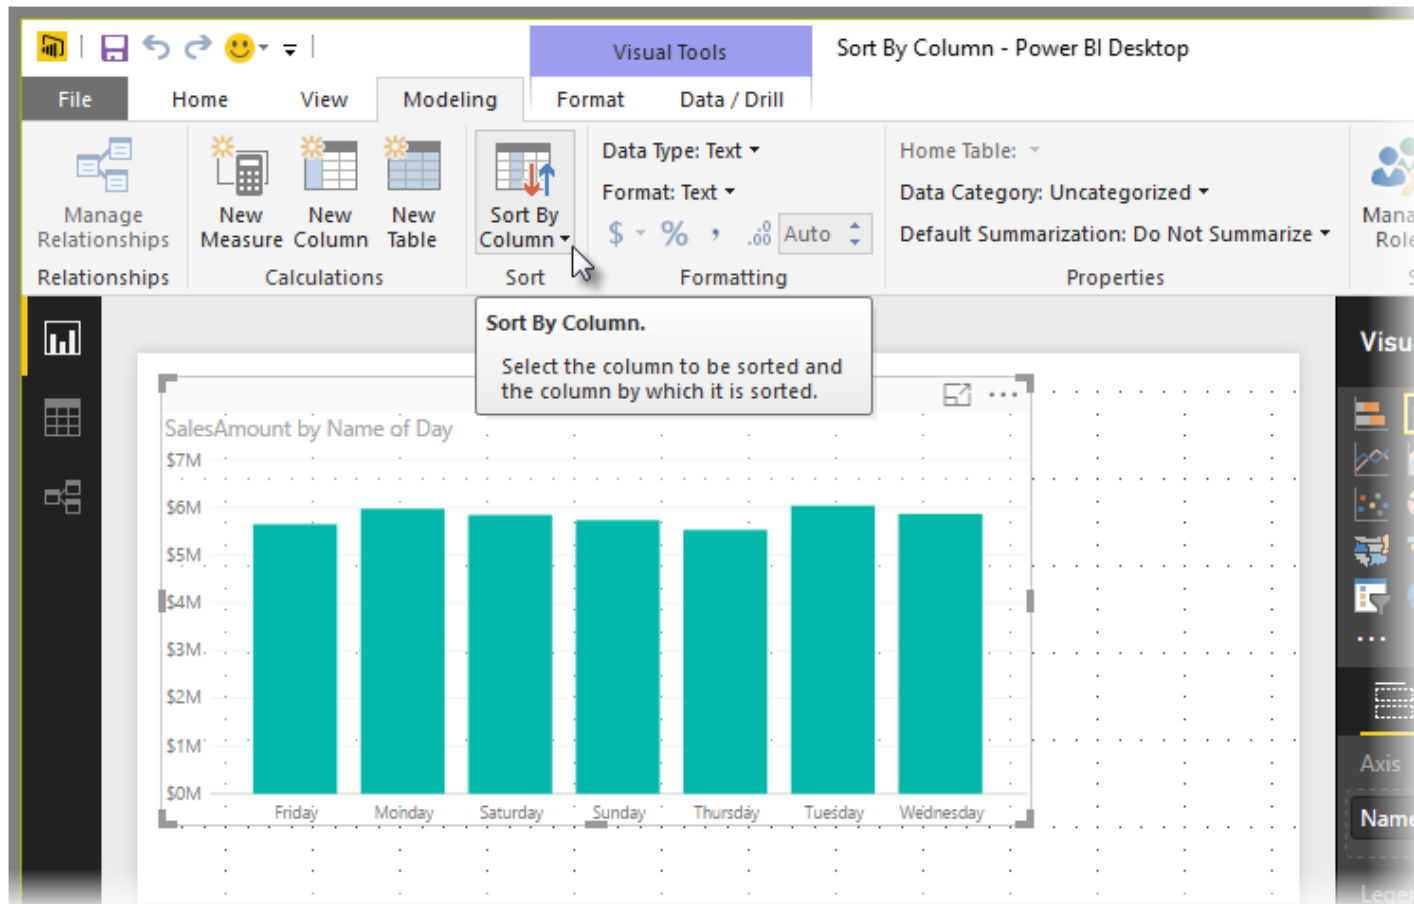 Visual Tools
Sort By Column - Power BI Desktop
File Home View Modeling Format Data / Drill
Manage
Relationships
New
Measure
New
Column
New
Table
Sort By
Column
Data Type: Text
Format: Text
$ % , .00 Auto
Home Table:
Data Category: Uncategorized
Default Summarization: Do Not Summarize
Relationships Calculations Sort Formatting Properties
Sort By Column.
Select the column to be sorted and
the column by which it is sorted.
SalesAmount by Name of Day
$7M
$6M
$5M
$4M
$3M
$2M
$1M
$0M
Friday Monday Saturday Sunday Thursday Tuesday Wednesday
Axis
Name